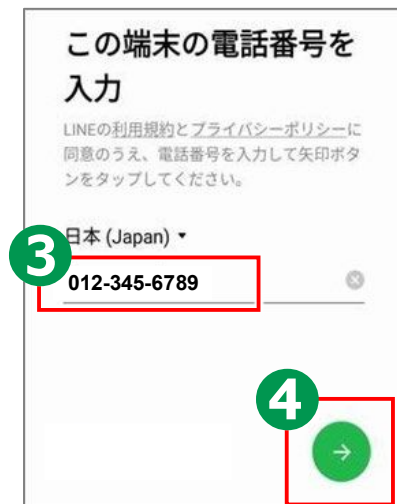 この端末の電話番号を
入力
LINEの利用規約とプライバシーポリシーに
同意のうえ、電話番号を入力して矢印ボタ
ンをタップしてください。
日本 (Japan)
3
012-345-6789
4